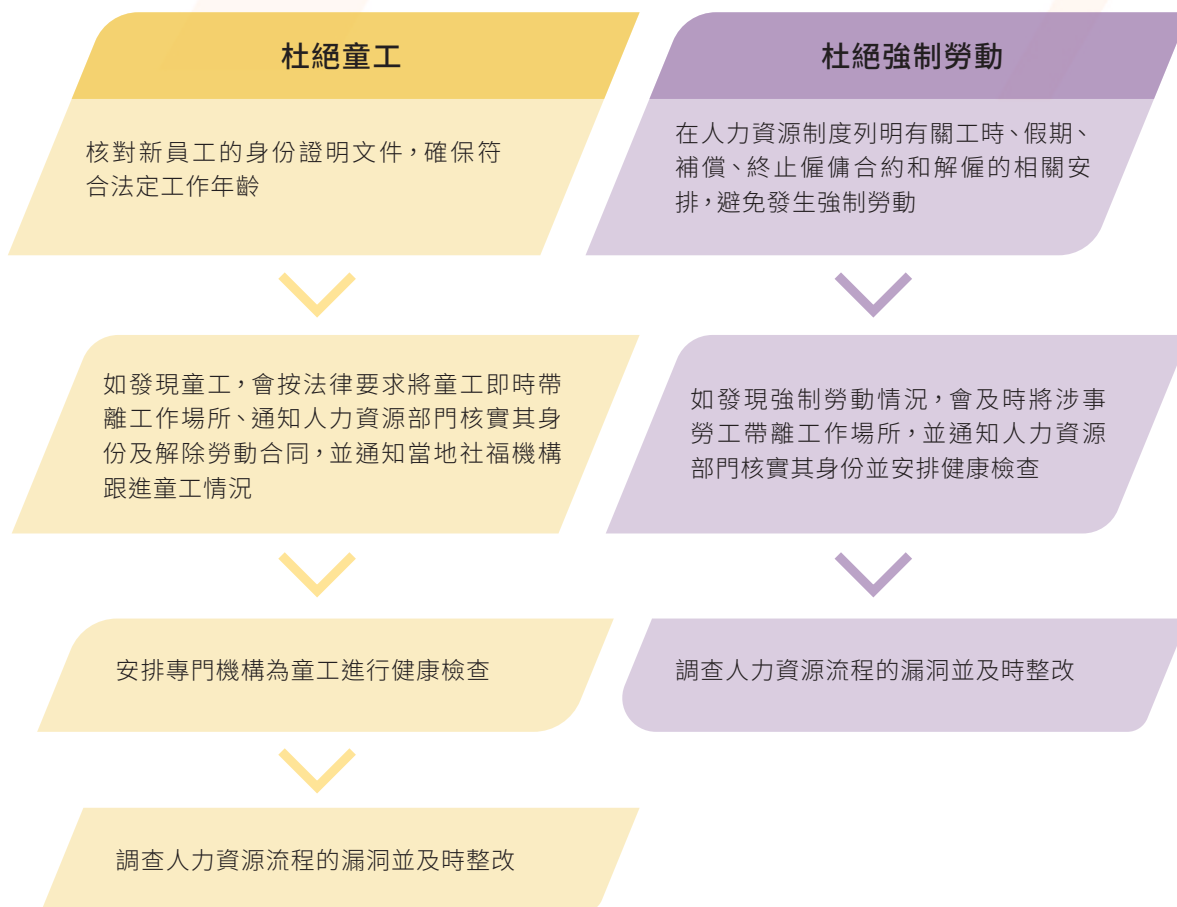 杜絕童工
核對新員工的身份證明文件，確保符
合法定工作年齡
如發現童工，會按法律要求將童工即時帶
離工作場所、通知人力資源部門核實其身
份及解除勞動合同，並通知當地社福機構
跟進童工情況
安排專門機構為童工進行健康檢查
調查人力資源流程的漏洞並及時整改
杜絕強制勞動
在人力資源制度列明有關工時、假期、
補償、終止僱傭合約和解僱的相關安
排，避免發生強制勞動
如發現強制勞動情況，會及時將涉事
勞工帶離工作場所，並通知人力資源
部門核實其身份並安排健康檢查
調查人力資源流程的漏洞並及時整改